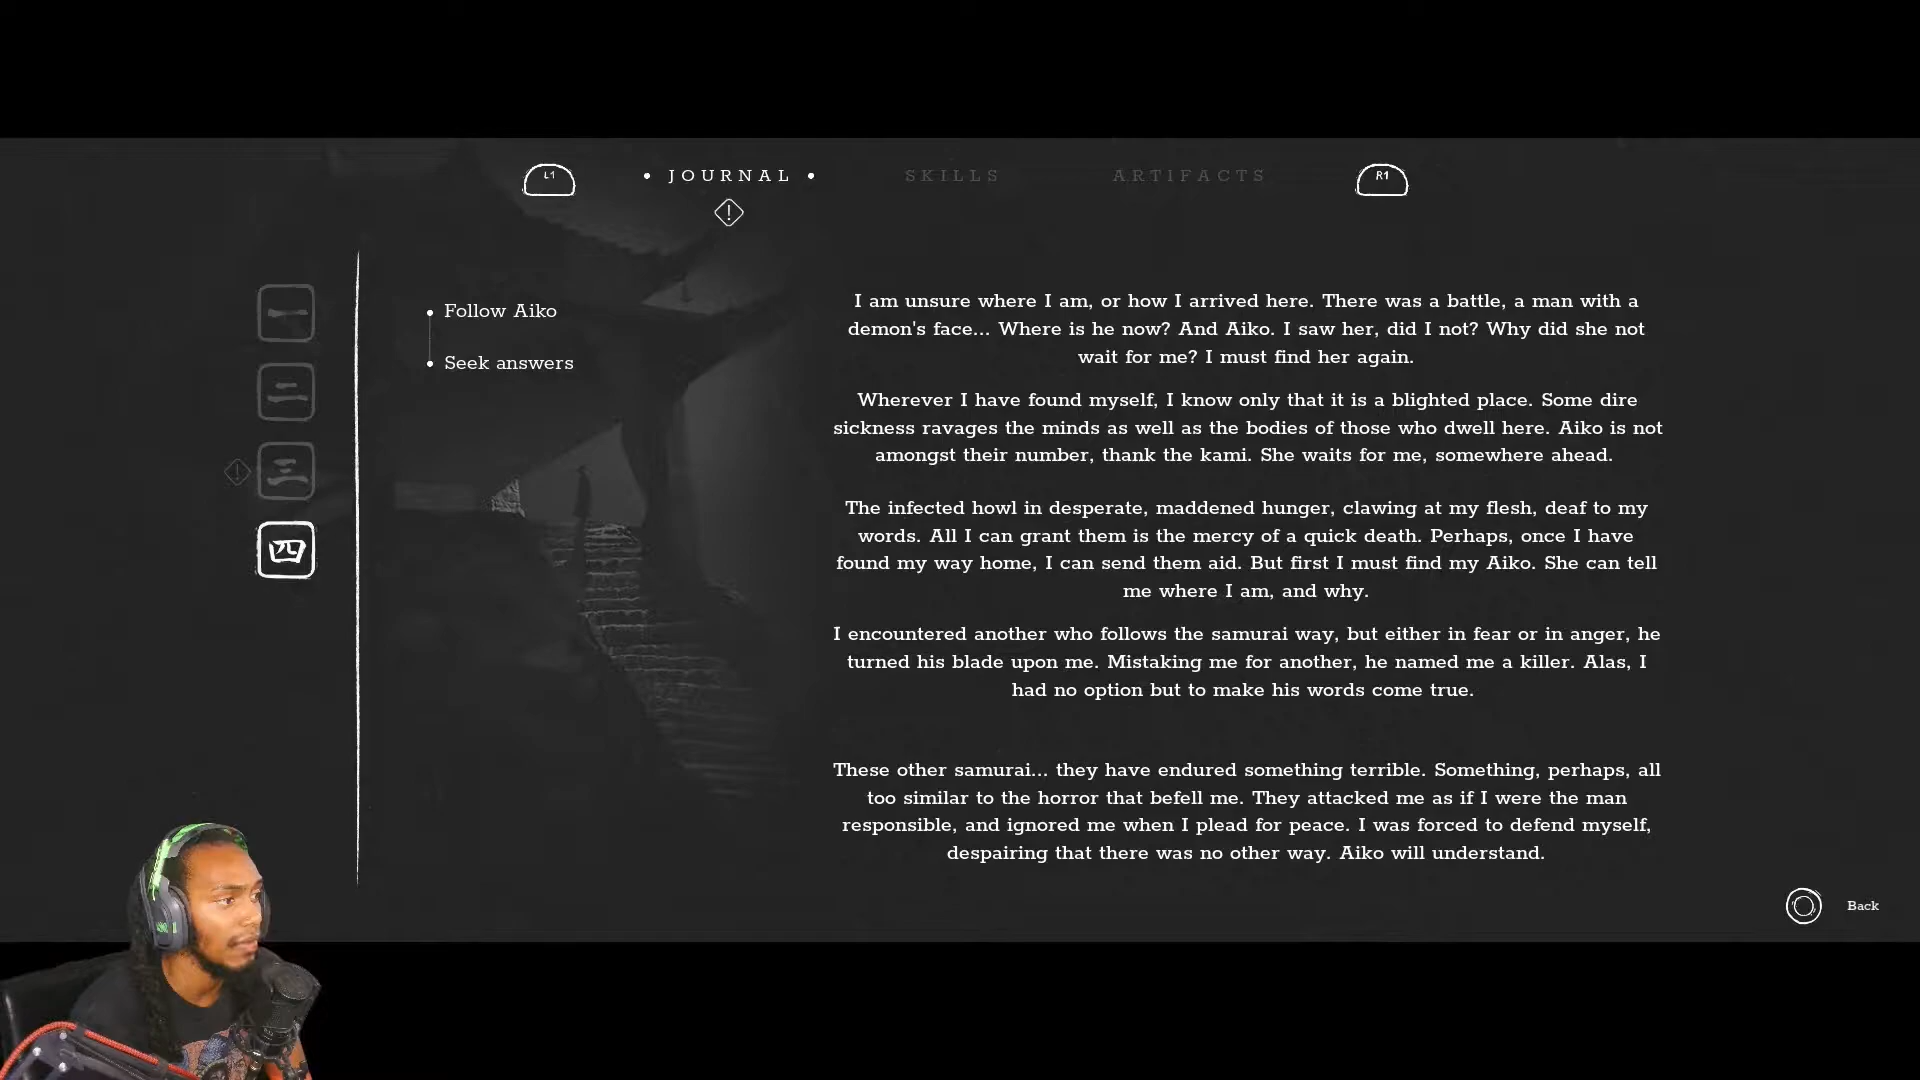 L1
• JOURNAL •
SKILLS
ARTIFACTS
R1
!
一
二
!
三
四
• Follow Aiko
• Seek answers
I am unsure where I am, or how I arrived here. There was a battle, a man with a
demon's face... Where is he now? And Aiko. I saw her, did I not? Why did she not
wait for me? I must find her again.
Wherever I have found myself, I know only that it is a blighted place. Some dire
sickness ravages the minds as well as the bodies of those who dwell here. Aiko is not
amongst their number, thank the kami. She waits for me, somewhere ahead.
The infected howl in desperate, maddened hunger, clawing at my flesh, deaf to my
words. All I can grant them is the mercy of a quick death. Perhaps, once I have
found my way home, I can send them aid. But first I must find my Aiko. She can tell
me where I am, and why.
I encountered another who follows the samurai way, but either in fear or in anger, he
turned his blade upon me. Mistaking me for another, he named me a killer. Alas, I
had no option but to make his words come true.
These other samurai... they have endured something terrible. Something, perhaps, all
too similar to the horror that befell me. They attacked me as if I were the man
responsible, and ignored me when I plead for peace. I was forced to defend myself,
despairing that there was no other way. Aiko will understand.
Back